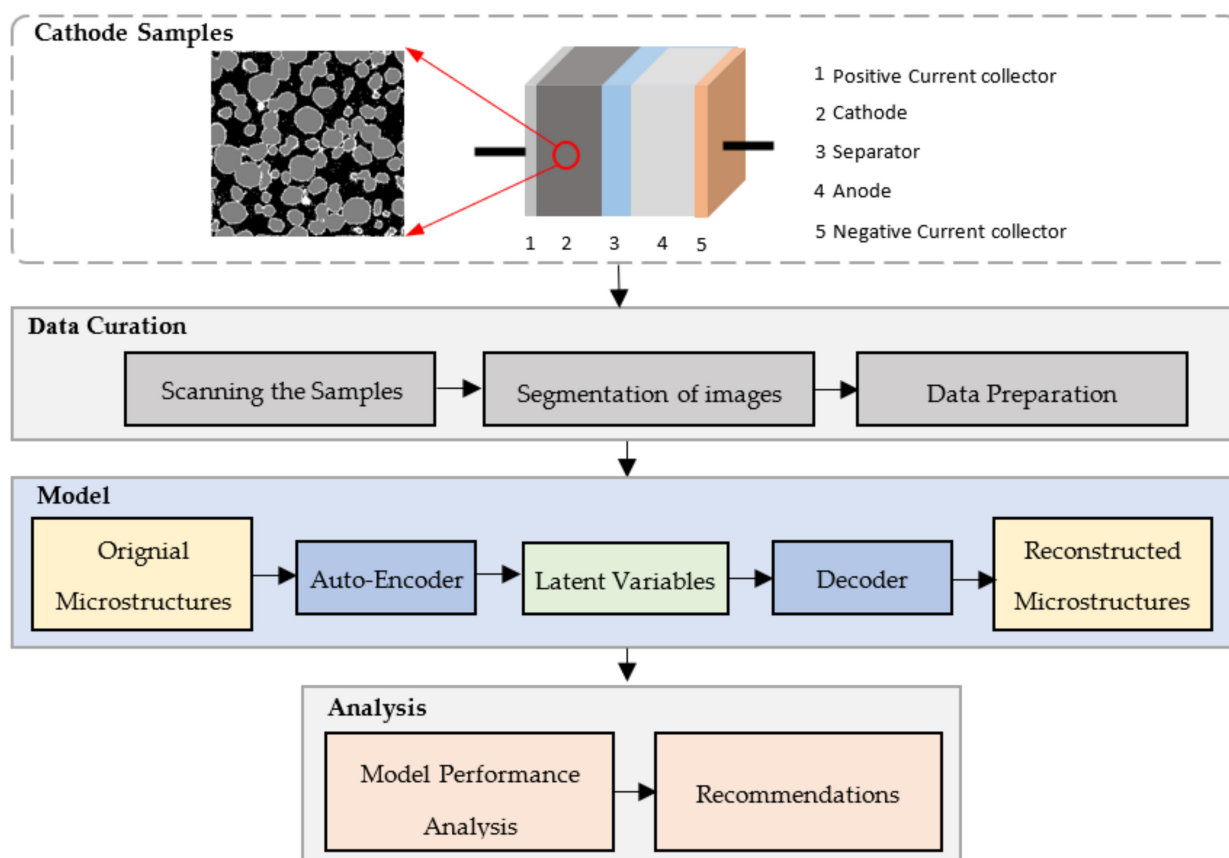 Cathode Samples
1 Positive Current collector
2 Cathode
3 Separator
4 Anode
5 Negative Current collector
1 2 3 4 5
Data Curation
Scanning the Samples
Segmentation of images
Data Preparation
Model
Orignial
Microstructures
Auto-Encoder
Latent Variables
Decoder
Reconstructed
Microstructures
Analysis
Model Performance
Analysis
Recommendations